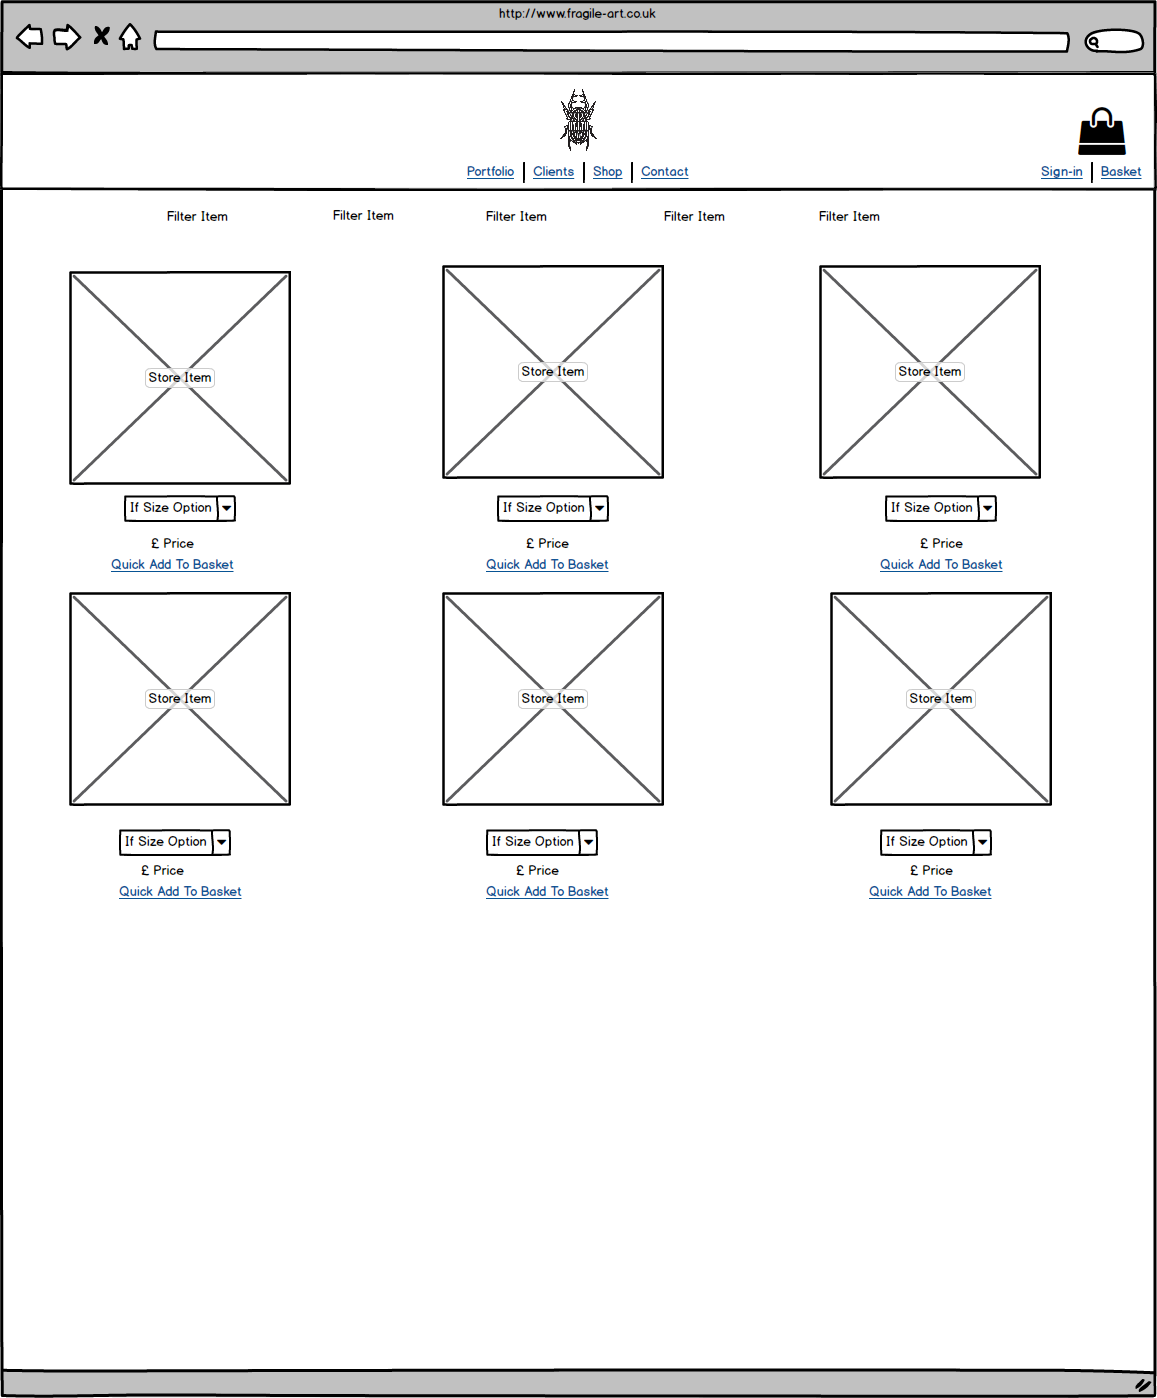 http://www.fragile-art.co.uk
Portfolio Clients Shop Contact
Sign-in Basket
Filter Item Filter Item Filter Item Filter Item Filter Item
Store Item Store Item Store Item
If Size Option If Size Option If Size Option
£ Price £ Price £ Price
Quick Add To Basket Quick Add To Basket Quick Add To Basket
Store Item Store Item Store Item
If Size Option If Size Option If Size Option
£ Price £ Price £ Price
Quick Add To Basket Quick Add To Basket Quick Add To Basket